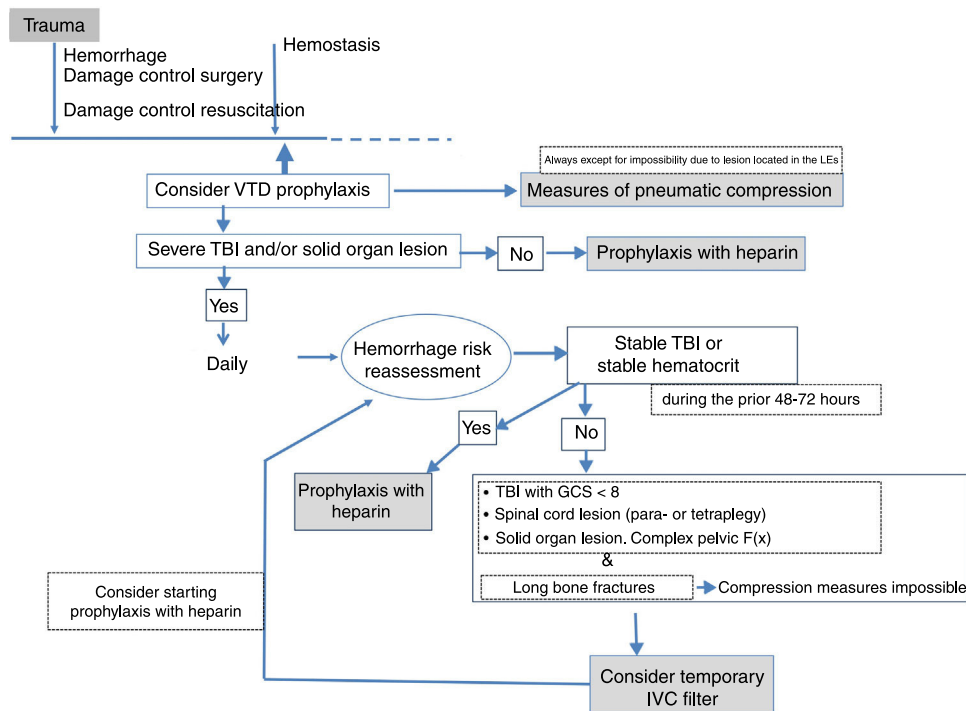 Trauma
Hemorrhage
Damage control surgery
Damage control resuscitation
Hemostasis
Always except for impossibility due to lesion located in the LEs
Consider VTD prophylaxis
Measures of pneumatic compression
Severe TBI and/or solid organ lesion
No
Prophylaxis with heparin
Yes
Daily
Hemorrhage risk
reassessment
Stable TBI or
stable hematocrit
during the prior 48-72 hours
Yes
No
Prophylaxis with
heparin
• TBI with GCS < 8
• Spinal cord lesion (para- or tetraplegy)
• Solid organ lesion. Complex pelvic F(x)
&
Long bone fractures
Compression measures impossible
Consider starting
prophylaxis with heparin
Consider temporary
IVC filter